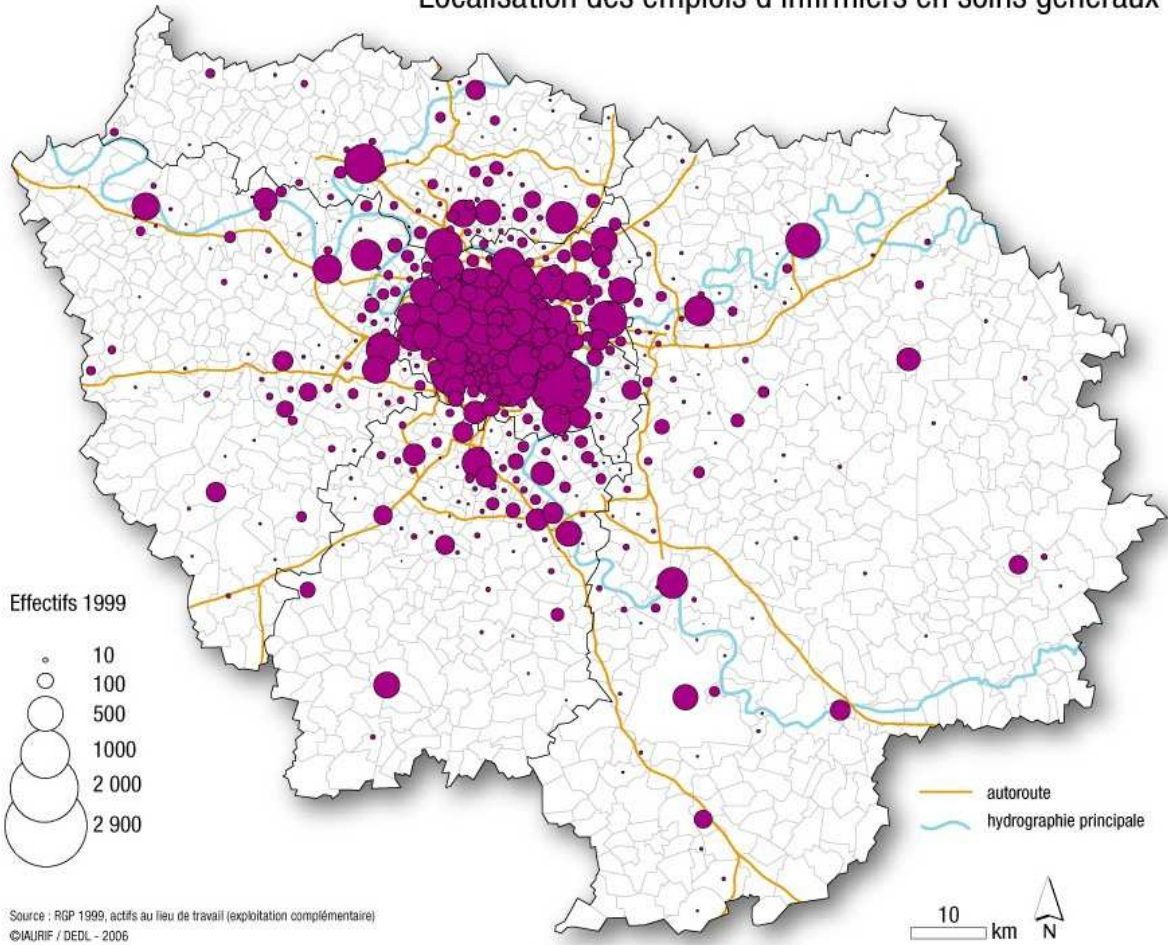 Localisation des emplois d'infirmiers en soins généraux
Effectifs 1999
10
100
500
1000
2 000
2 900
autoroute
hydrographie principale
10
km
N
Source : RGP 1999, actifs au lieu de travail (exploitation complémentaire)
©IAURIF / DEDL - 2006